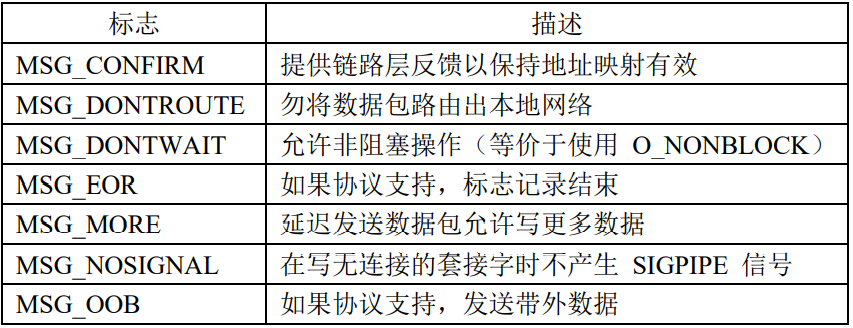 标志 描述
MSG_CONFIRM 提供链路层反馈以保持地址映射有效
MSG_DONTROUTE 勿将数据包路由出本地网络
MSG_DONTWAIT 允许非阻塞操作（等价于使用 O_NONBLOCK）
MSG_EOR 如果协议支持，标志记录结束
MSG_MORE 延迟发送数据包允许写更多数据
MSG_NOSIGNAL 在写无连接的套接字时不产生 SIGPIPE 信号
MSG_OOB 如果协议支持，发送带外数据